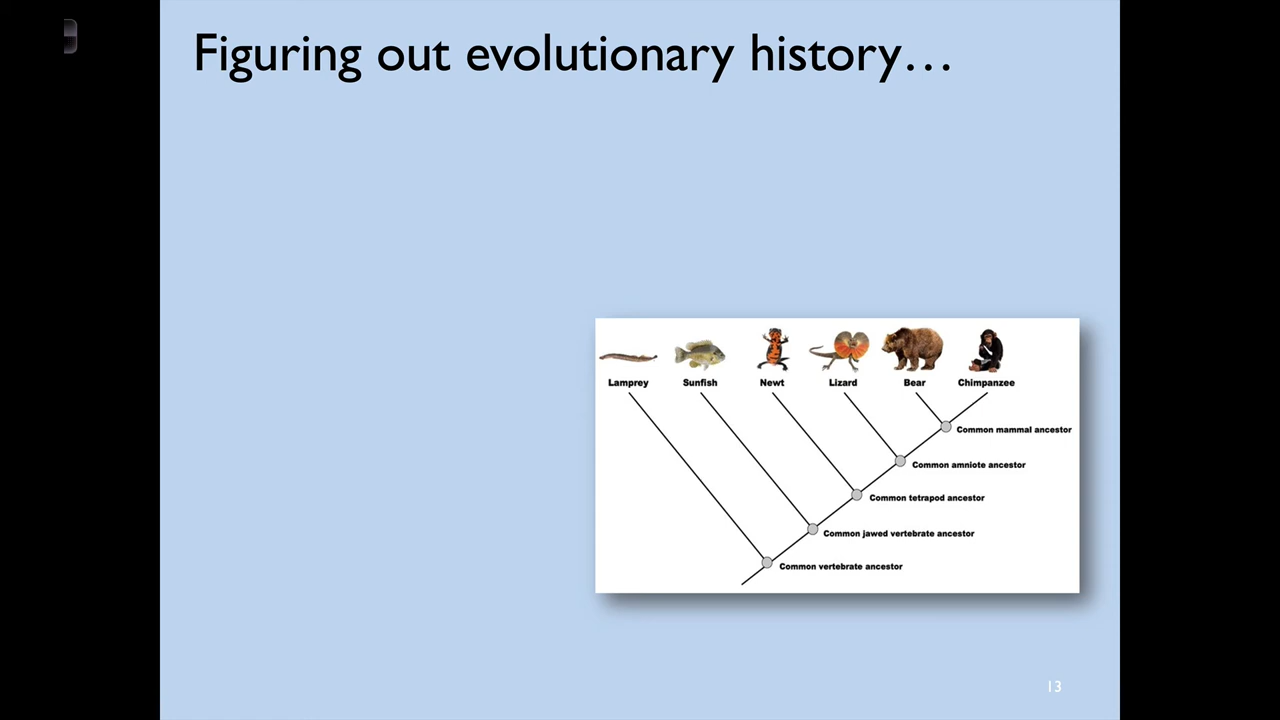 Figuring out evolutionary history…
Lamprey Sunfish Newt Lizard Bear Chimpanzee
Common mammal ancestor
Common amniote ancestor
Common tetrapod ancestor
Common jawed vertebrate ancestor
Common vertebrate ancestor
13